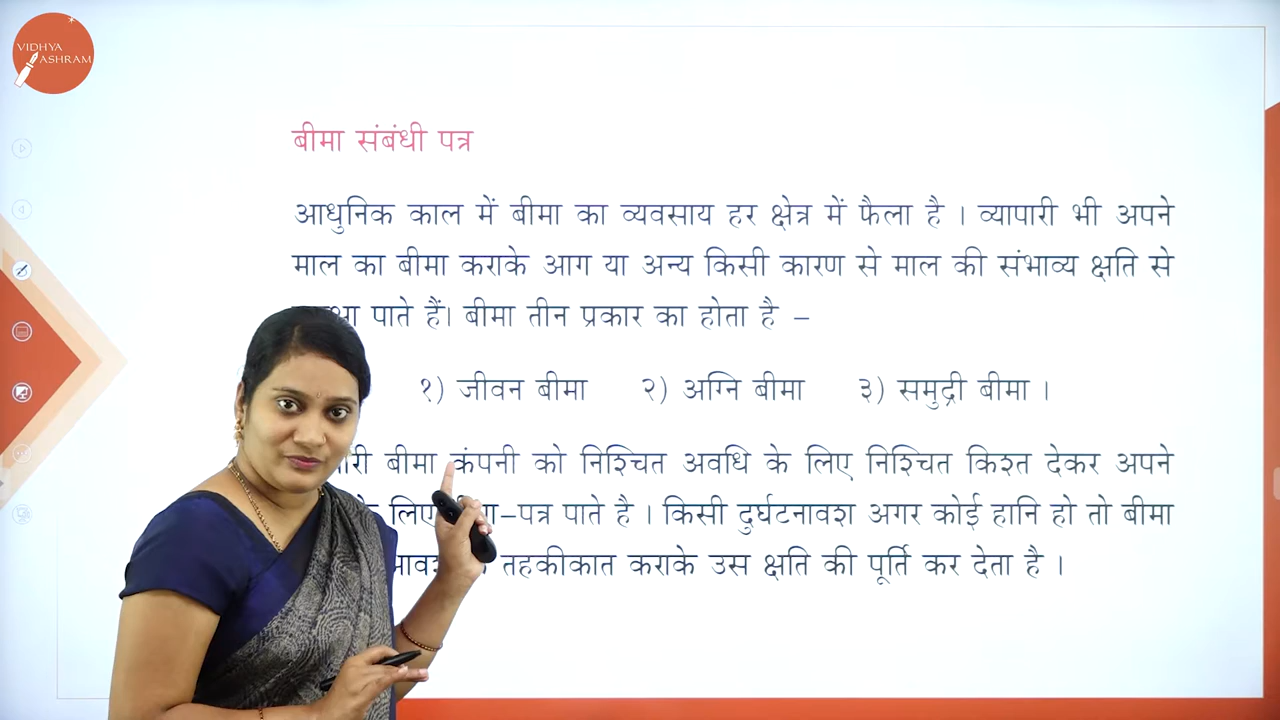 VIDHYA
ASHRAM
बीमा संबंधी पत्र
आधुनिक काल में बीमा का व्यवसाय हर क्षेत्र में फैला है । व्यापारी भी अपने
माल का बीमा कराके आग या अन्य किसी कारण से माल की संभाव्य क्षति से
पाते हैं। बीमा तीन प्रकार का होता है –
१) जीवन बीमा २) अग्नि बीमा ३) समुद्री बीमा ।
बीमा कंपनी को निश्चित अवधि के लिए निश्चित किश्त देकर अपने
लिए –पत्र पाते है । किसी दुर्घटनावश अगर कोई हानि हो तो बीमा
तहकीकात कराके उस क्षति की पूर्ति कर देता है ।